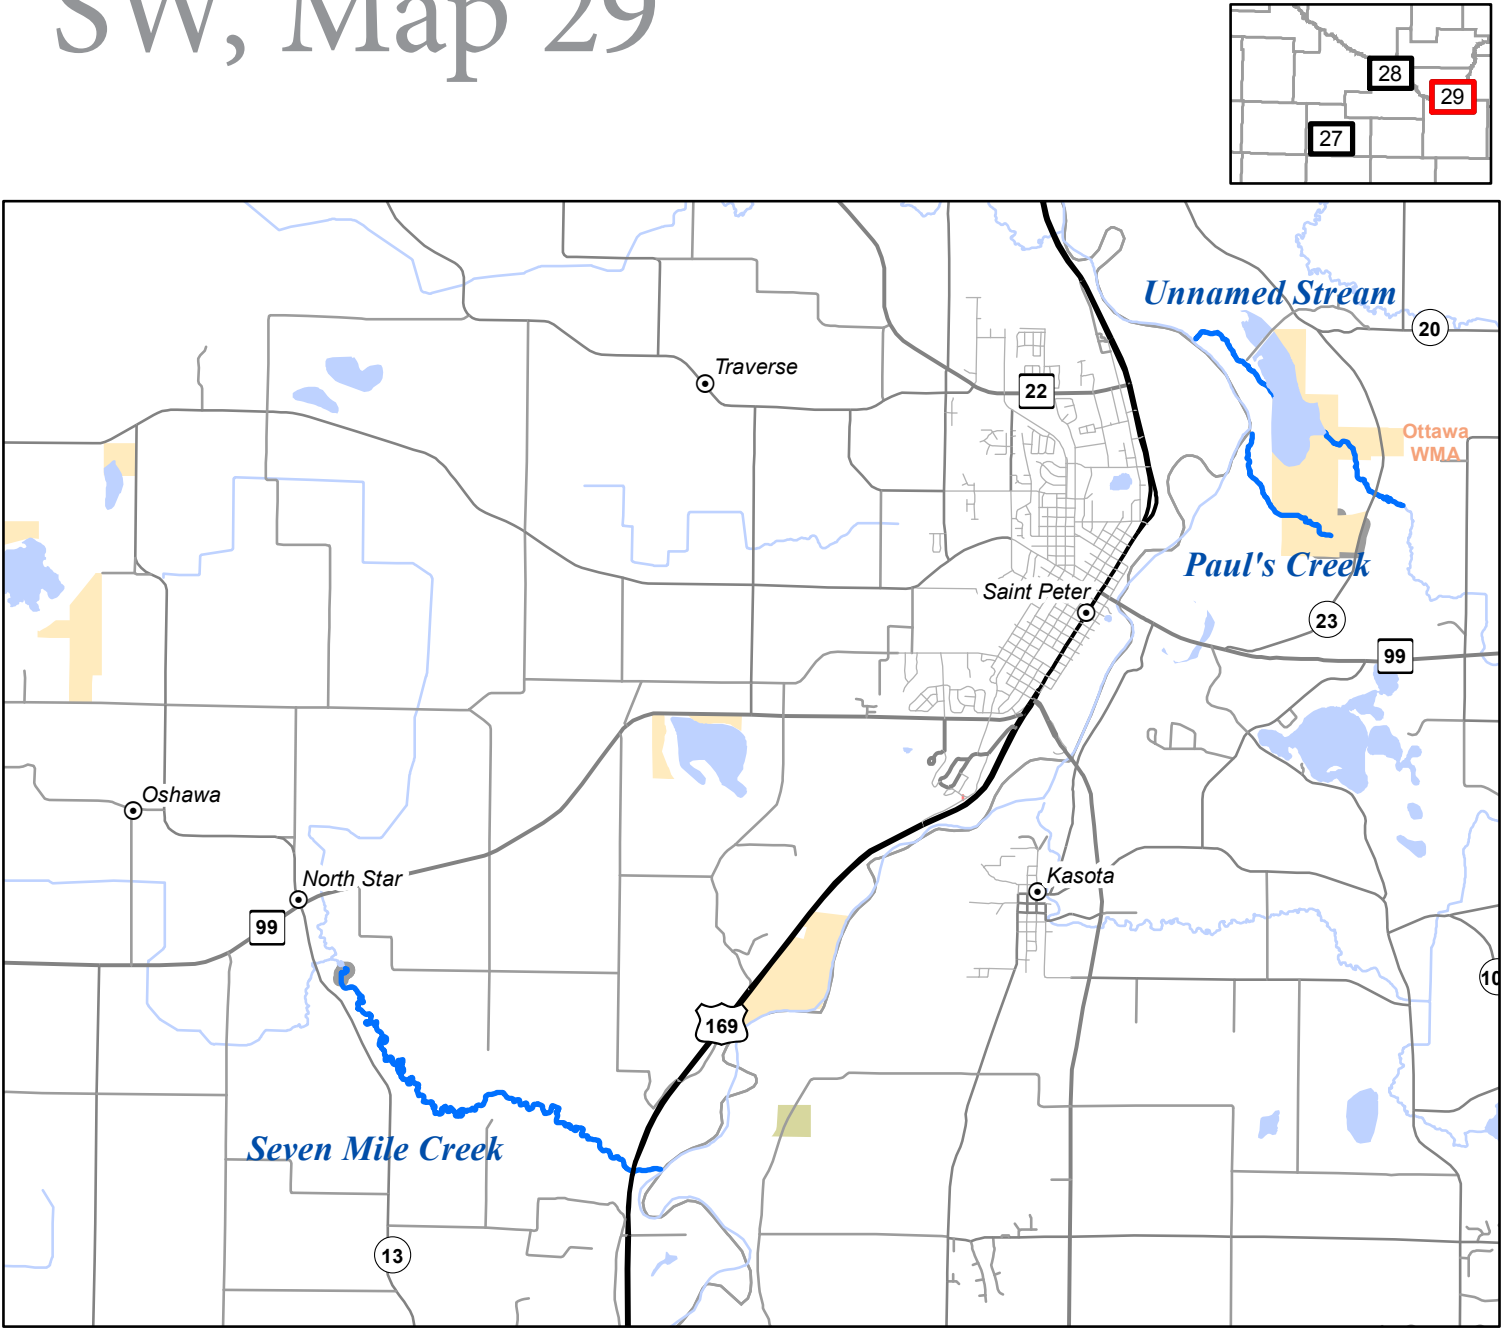 SW, Map 29
28
29
27
Unnamed Stream
20
Traverse
22
Ottawa
WMA
Paul's Creek
Saint Peter
23
99
Oshawa
North Star
Kasota
99
10
169
Seven Mile Creek
13